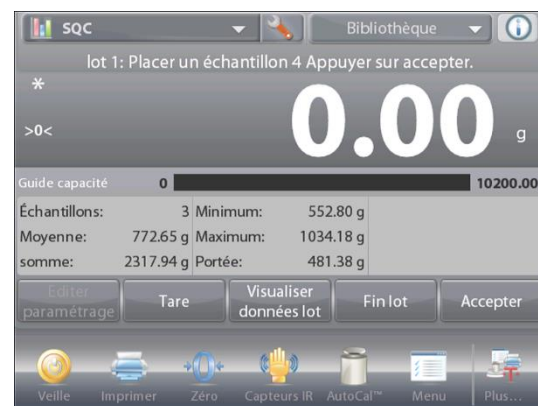 SQC Bibliothèque
lot 1: Placer un échantillon 4 Appuyer sur accepter.
*
>0< 0.00 g
Guide capacité 0 10200.00
Échantillons: 3 Minimum: 552.80 g
Moyenne: 772.65 g Maximum: 1034.18 g
somme: 2317.94 g Portée: 481.38 g
Editer paramétrage Tare Visualiser données lot Fin lot Accepter
Veille Imprimer Zéro Capteurs IR AutoCal™ Menu Plus...